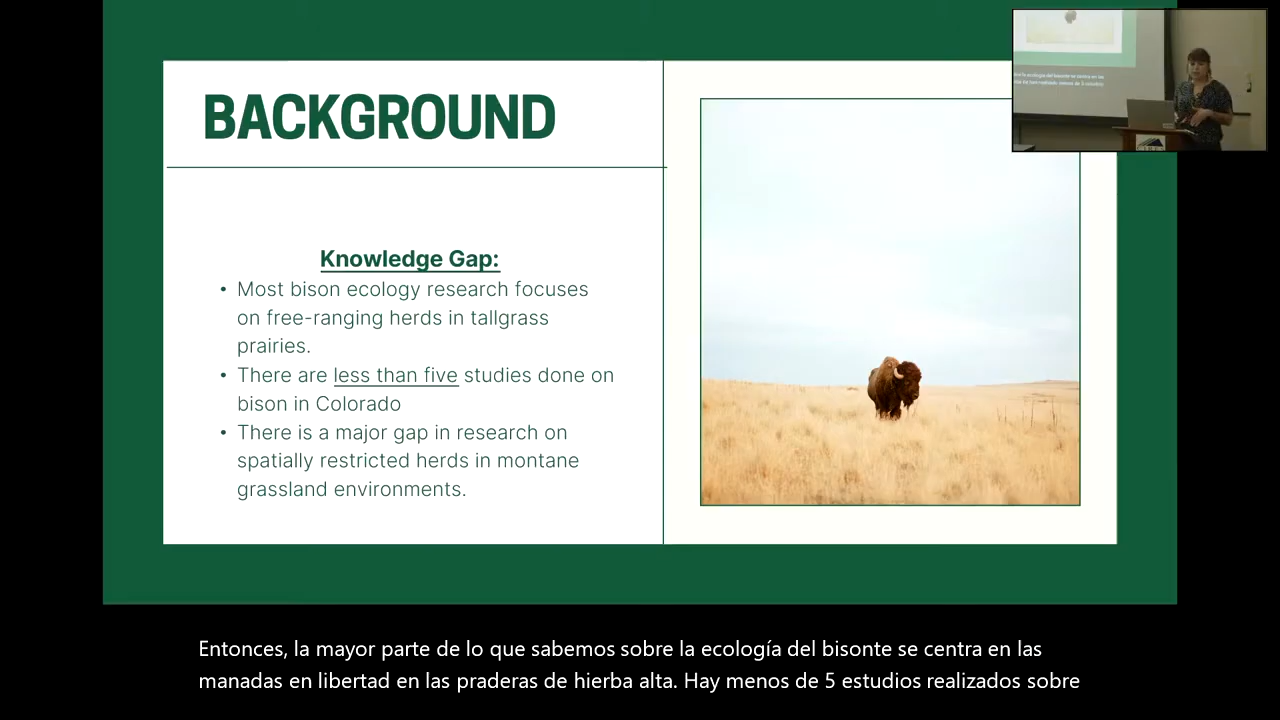 BACKGROUND
Knowledge Gap:
• Most bison ecology research focuses
on free-ranging herds in tallgrass
prairies.
• There are less than five studies done on
bison in Colorado
• There is a major gap in research on
spatially restricted herds in montane
grassland environments.
Entonces, la mayor parte de lo que sabemos sobre la ecología del bisonte se centra en las
manadas en libertad en las praderas de hierba alta. Hay menos de 5 estudios realizados sobre